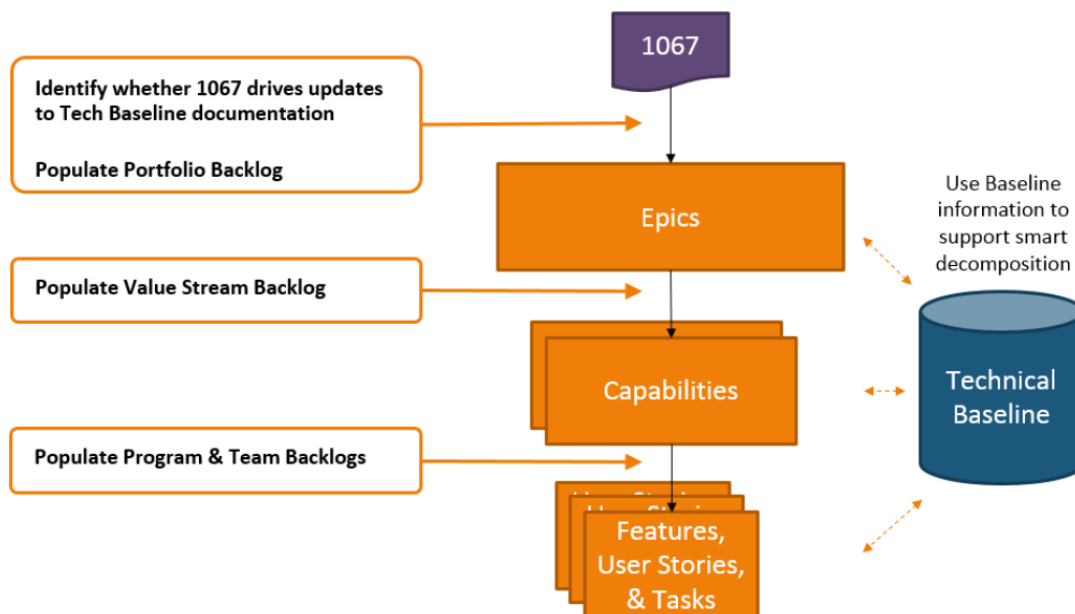 1067
Identify whether 1067 drives updates
to Tech Baseline documentation
Populate Portfolio Backlog
Epics
Use Baseline
information to
support smart
decomposition
Populate Value Stream Backlog
Capabilities
Technical
Baseline
Populate Program & Team Backlogs
Features,
User Stories,
& Tasks